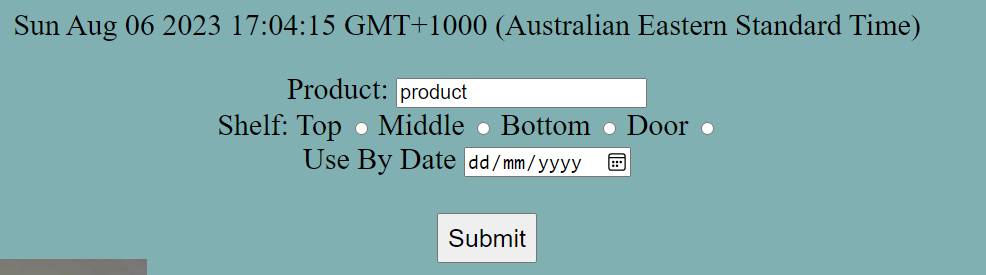 Sun Aug 06 2023 17:04:15 GMT+1000 (Australian Eastern Standard Time)
Product: product
Shelf: Top Middle Bottom Door
Use By Date dd/mm/yyyy
Submit